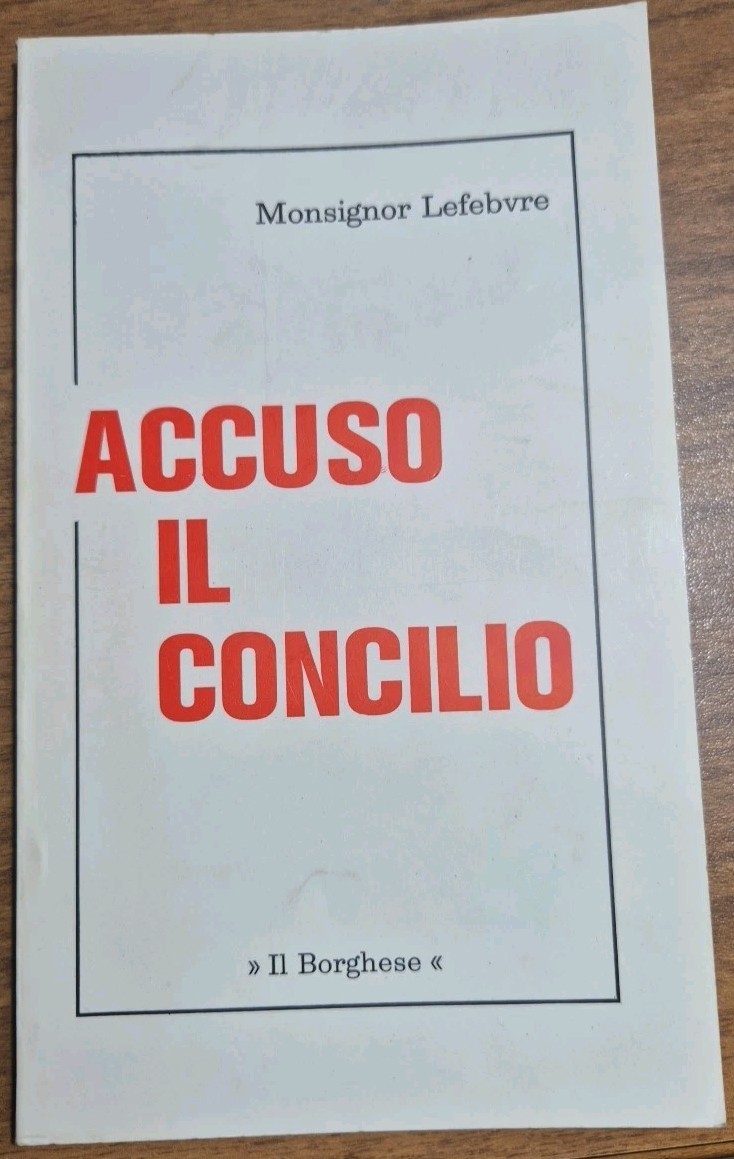 Monsignor Lefebvre
ACCUSO
IL
CONCILIO
» Il Borghese «